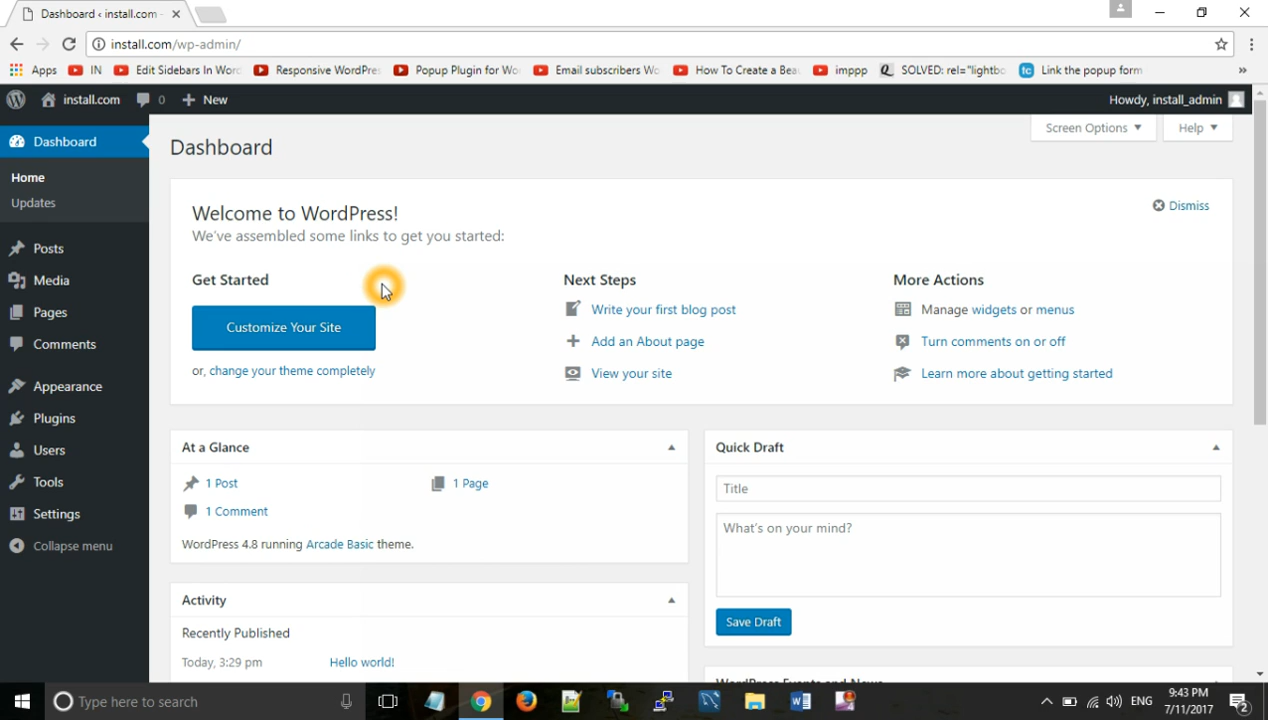 Dashboard ‹ install.com -
install.com/wp-admin/
Apps IN Edit Sidebars In Word Responsive WordPres Popup Plugin for Wo Email subscribers Wo How To Create a Beau imppp SOLVED: rel="lightbo Link the popup form »
install.com 0 + New Howdy, install_admin
Screen Options Help
Dashboard
Home
Updates
Posts
Media
Pages
Comments
Appearance
Plugins
Users
Tools
Settings
Collapse menu
Dashboard
Welcome to WordPress!
We've assembled some links to get you started:
Dismiss
Get Started
Customize Your Site
or, change your theme completely
Next Steps
Write your first blog post
Add an About page
View your site
More Actions
Manage widgets or menus
Turn comments on or off
Learn more about getting started
At a Glance
1 Post 1 Page
1 Comment
WordPress 4.8 running Arcade Basic theme.
Activity
Recently Published
Today, 3:29 pm Hello world!
Quick Draft
Title
What's on your mind?
Save Draft
WordPress Events and News
Type here to search
ENG
9:43 PM
7/11/2017
2